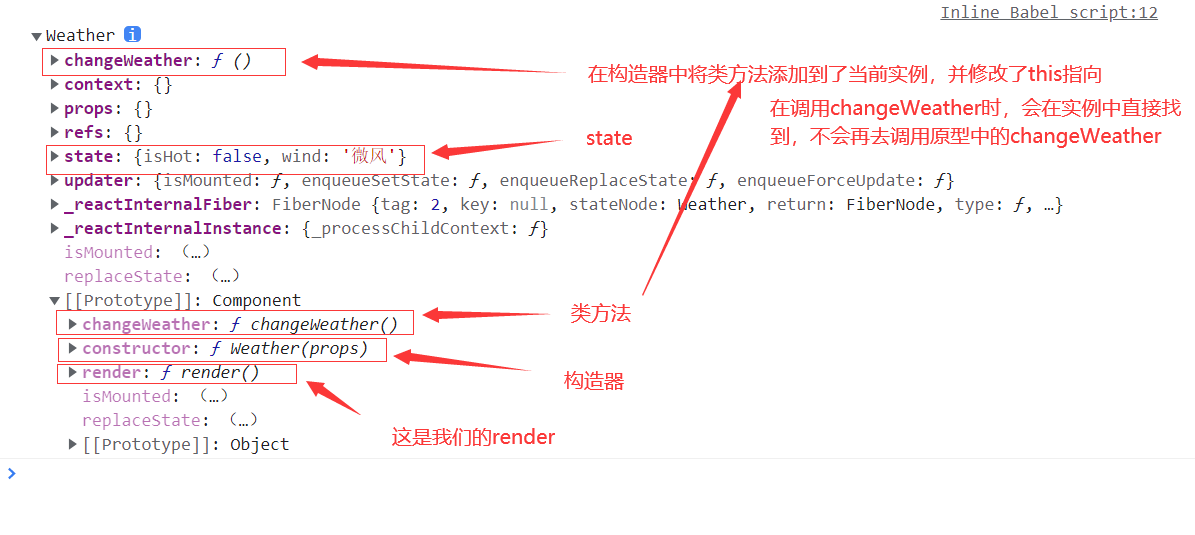 Inline Babel script:12
Weather i
changeWeather: ƒ ()
在构造器中将类方法添加到了当前实例，并修改了this指向
context: {}
props: {}
在调用changeWeather时，会在实例中直接找
到，不会再去调用原型中的changeWeather
refs: {}
state
state: {isHot: false, wind: '微风'}
updater: {isMounted: ƒ, enqueueSetState: ƒ, enqueueReplaceState: ƒ, enqueueForceUpdate: ƒ}
_reactInternalFiber: FiberNode {tag: 2, key: null, stateNode: Weather, return: FiberNode, type: ƒ, …}
_reactInternalInstance: {_processChildContext: ƒ}
isMounted: （…）
replaceState: （…）
[[Prototype]]: Component
类方法
changeWeather: ƒ changeWeather()
constructor: ƒ Weather(props)
render: ƒ render()
构造器
isMounted: （…）
replaceState: （…）
这是我们的render
[[Prototype]]: Object